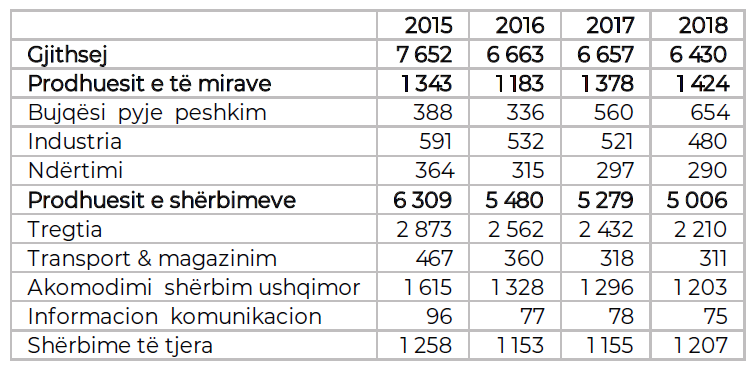 2015 2016 2017 2018
Gjithsej 7 652 6 663 6 657 6 430
Prodhuesit e të mirave 1 343 1 183 1 378 1 424
Bujqësi pyje peshkim 388 336 560 654
Industria 591 532 521 480
Ndërtimi 364 315 297 290
Prodhuesit e shërbimeve 6 309 5 480 5 279 5 006
Tregtia 2 873 2 562 2 432 2 210
Transport & magazinim 467 360 318 311
Akomodimi shërbim ushqimor 1 615 1 328 1 296 1 203
Informacion komunikacion 96 77 78 75
Shërbime të tjera 1 258 1 153 1 155 1 207